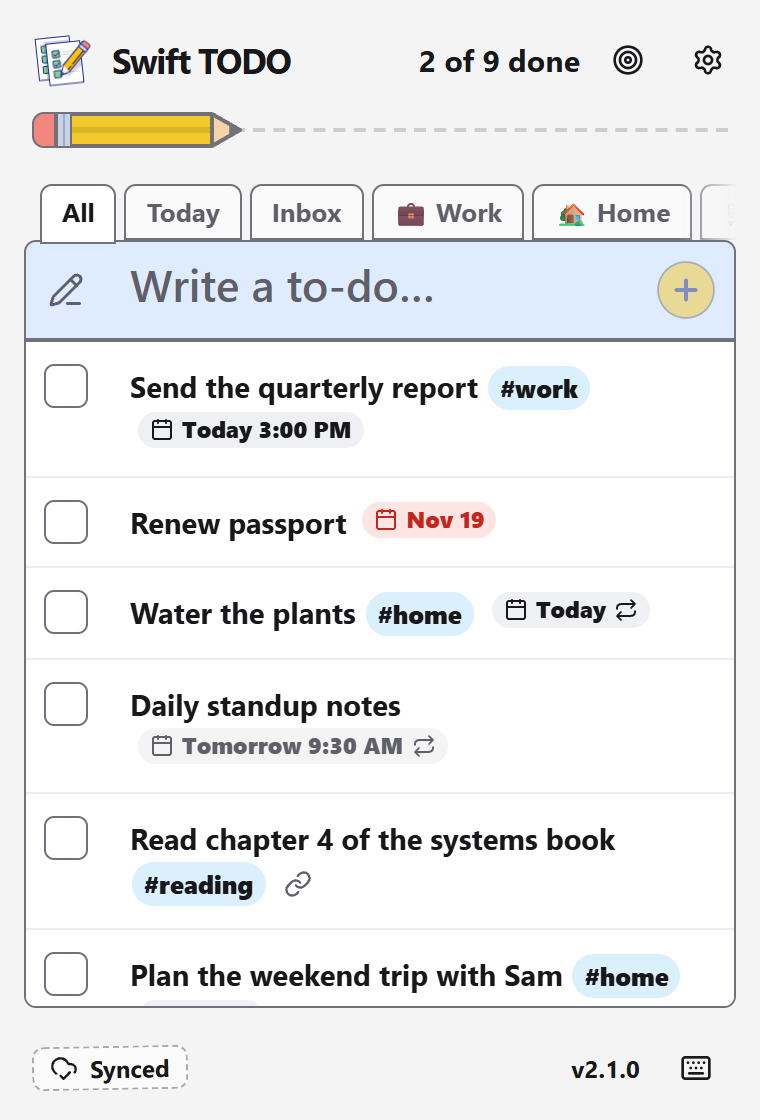 Swift TODO
2 of 9 done
All
Today
Inbox
Work
Home
Write a to-do...
Send the quarterly report #work
Today 3:00 PM
Renew passport Nov 19
Water the plants #home Today
Daily standup notes
Tomorrow 9:30 AM
Read chapter 4 of the systems book
#reading
Plan the weekend trip with Sam #home
Synced
v2.1.0